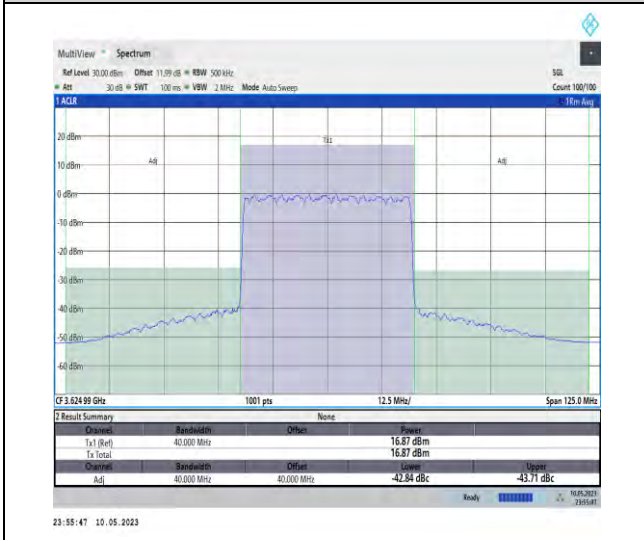 MultiView Spectrum
Ref Level 30.00 dBm Offset 11.99 dB RBW 500 kHz SGL
Att 30 dB SWT 100 ms VBW 2 MHz Mode Auto Sweep Count 100/100
1 ACLR 1Rm Avg
20 dBm
Tx1
Adj Adj
10 dBm
0 dBm
-10 dBm
-20 dBm
-30 dBm
-40 dBm
-50 dBm
-60 dBm
CF 3.624 99 GHz 1001 pts 12.5 MHz/ Span 125.0 MHz
2 Result Summary None
Channel Bandwidth Offset Power
Tx1 (Ref) 40.000 MHz 16.87 dBm
Tx Total 16.87 dBm
Channel Bandwidth Offset Lower Upper
Adj 40.000 MHz 40.000 MHz -42.84 dBc -43.71 dBc
Ready 10.05.2023
23:55:47
23:55:47 10.05.2023